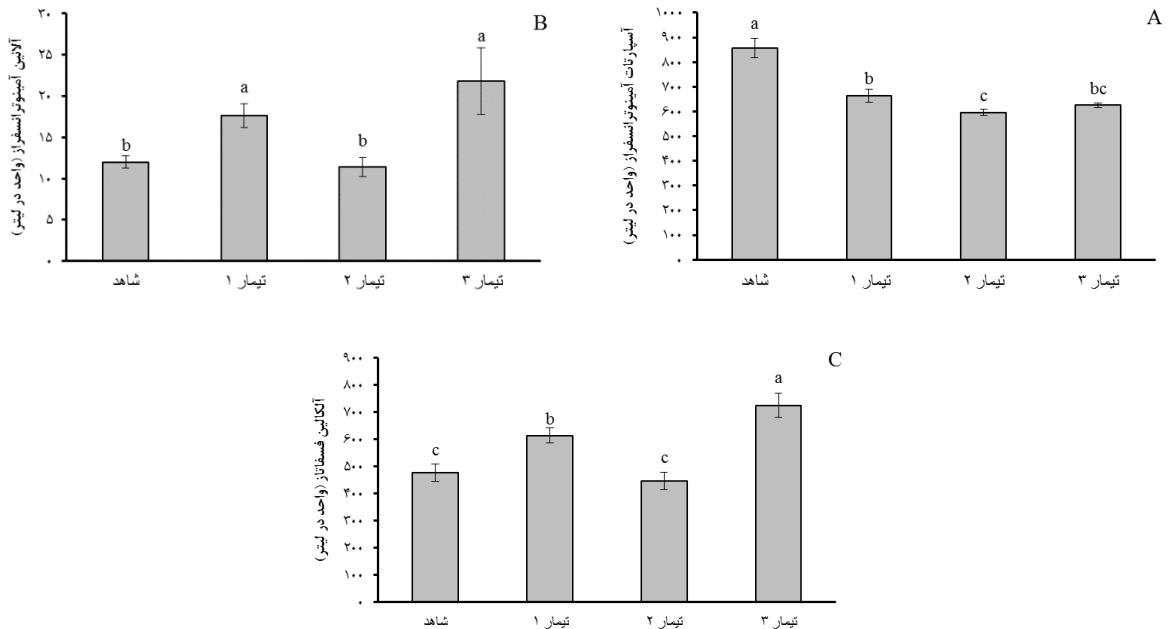 B
آلانین آمینوترانسفراز (واحد در لیتر)
۳۰
۲۵
۲۰
۱۵
۱۰
۵
۰
b
a
b
a
شاهد
تیمار ۱
تیمار ۲
تیمار ۳
A
آسپارتات آمینوترانسفراز (واحد در لیتر)
۱۰۰۰
۹۰۰
۸۰۰
۷۰۰
۶۰۰
۵۰۰
۴۰۰
۳۰۰
۲۰۰
۱۰۰
۰
a
b
c
bc
شاهد
تیمار ۱
تیمار ۲
تیمار ۳
C
آلکالین فسفاتاز (واحد در لیتر)
۹۰۰
۸۰۰
۷۰۰
۶۰۰
۵۰۰
۴۰۰
۳۰۰
۲۰۰
۱۰۰
۰
c
b
c
a
شاهد
تیمار ۱
تیمار ۲
تیمار ۳